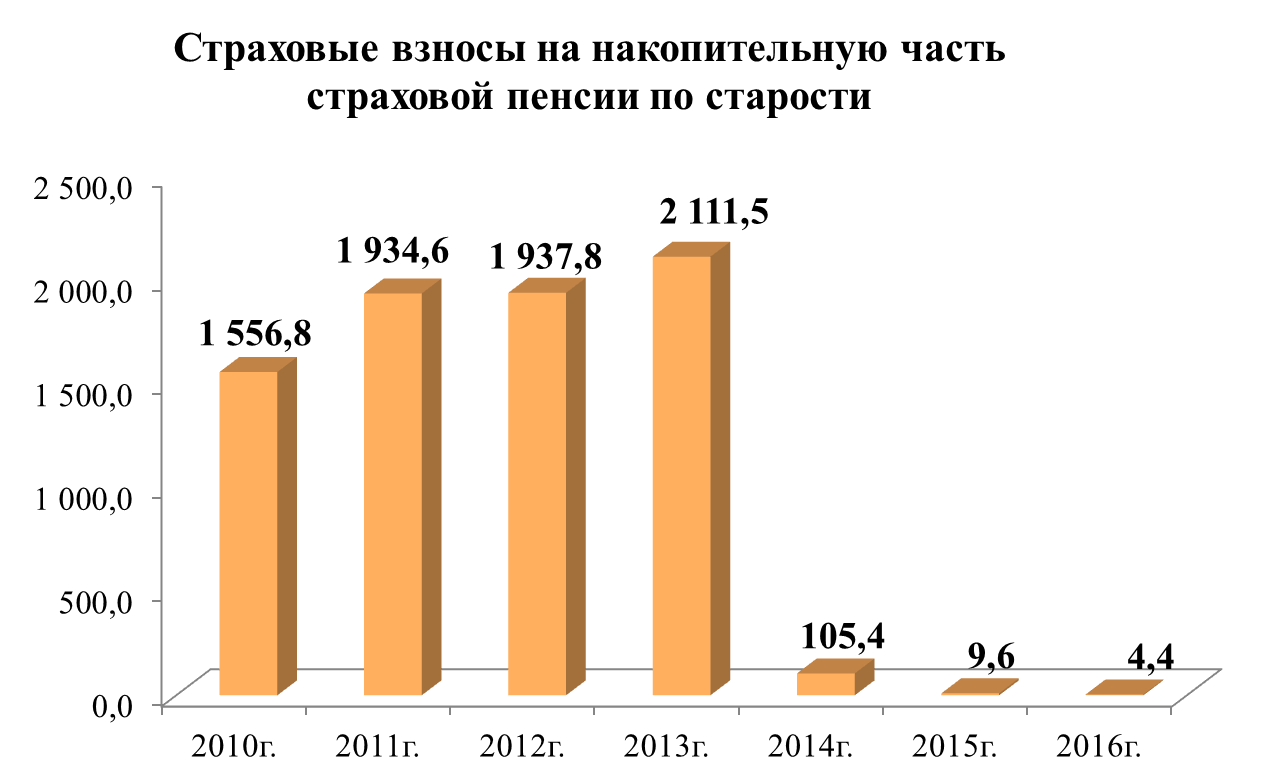 Страховые взносы на накопительную часть
страховой пенсии по старости
2 500,0
2 000,0
1 500,0
1 000,0
500,0
0,0
1 556,8
1 934,6
1 937,8
2 111,5
105,4
9,6
4,4
2010г.
2011г.
2012г.
2013г.
2014г.
2015г.
2016г.